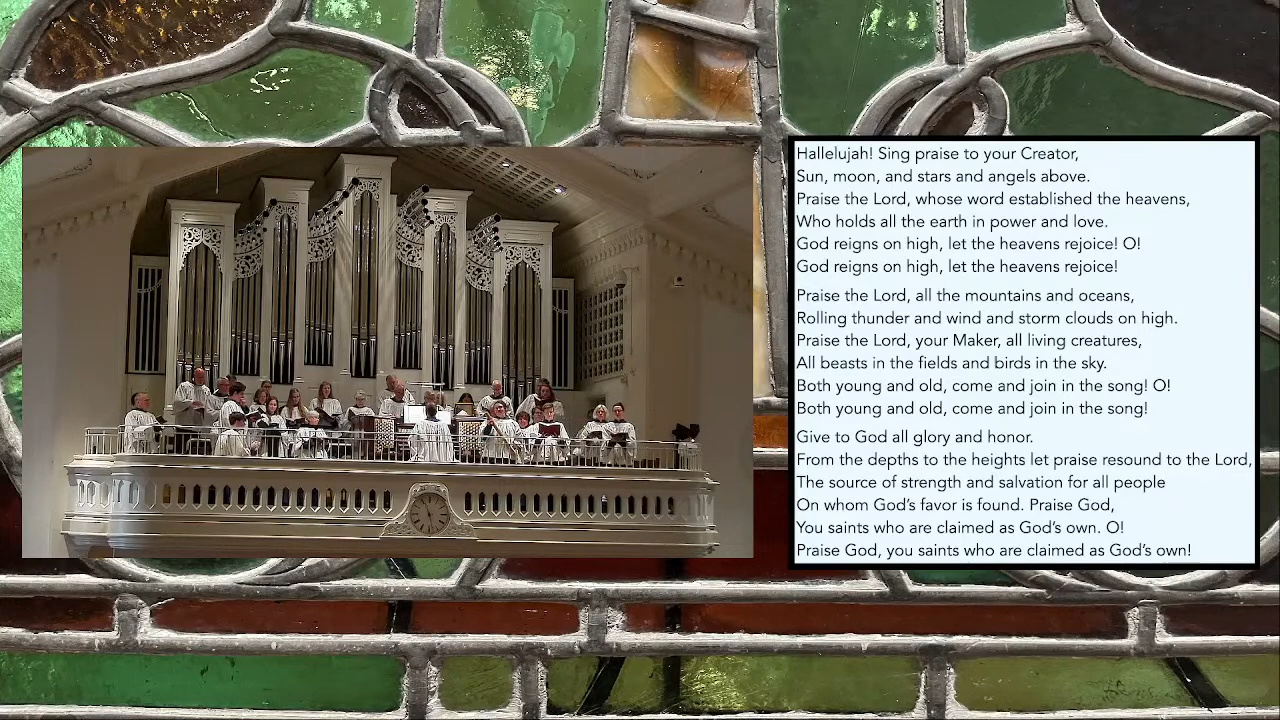 Hallelujah! Sing praise to your Creator,
Sun, moon, and stars and angels above.
Praise the Lord, whose word established the heavens,
Who holds all the earth in power and love.
God reigns on high, let the heavens rejoice! O!
God reigns on high, let the heavens rejoice!
Praise the Lord, all the mountains and oceans,
Rolling thunder and wind and storm clouds on high.
Praise the Lord, your Maker, all living creatures,
All beasts in the fields and birds in the sky.
Both young and old, come and join in the song! O!
Both young and old, come and join in the song!
Give to God all glory and honor.
From the depths to the heights let praise resound to the Lord,
The source of strength and salvation for all people
On whom God’s favor is found. Praise God,
You saints who are claimed as God’s own. O!
Praise God, you saints who are claimed as God’s own!